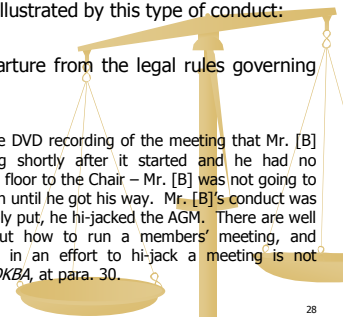 illustrated by this type of conduct:
parture from the legal rules governing
e DVD recording of the meeting that Mr. [B]
g shortly after it started and he had no
floor to the Chair – Mr. [B] was not going to
n until he got his way. Mr. [B]'s conduct was
ly put, he hi-jacked the AGM. There are well
ut how to run a members' meeting, and
in an effort to hi-jack a meeting is not
OKBA, at para. 30.
28